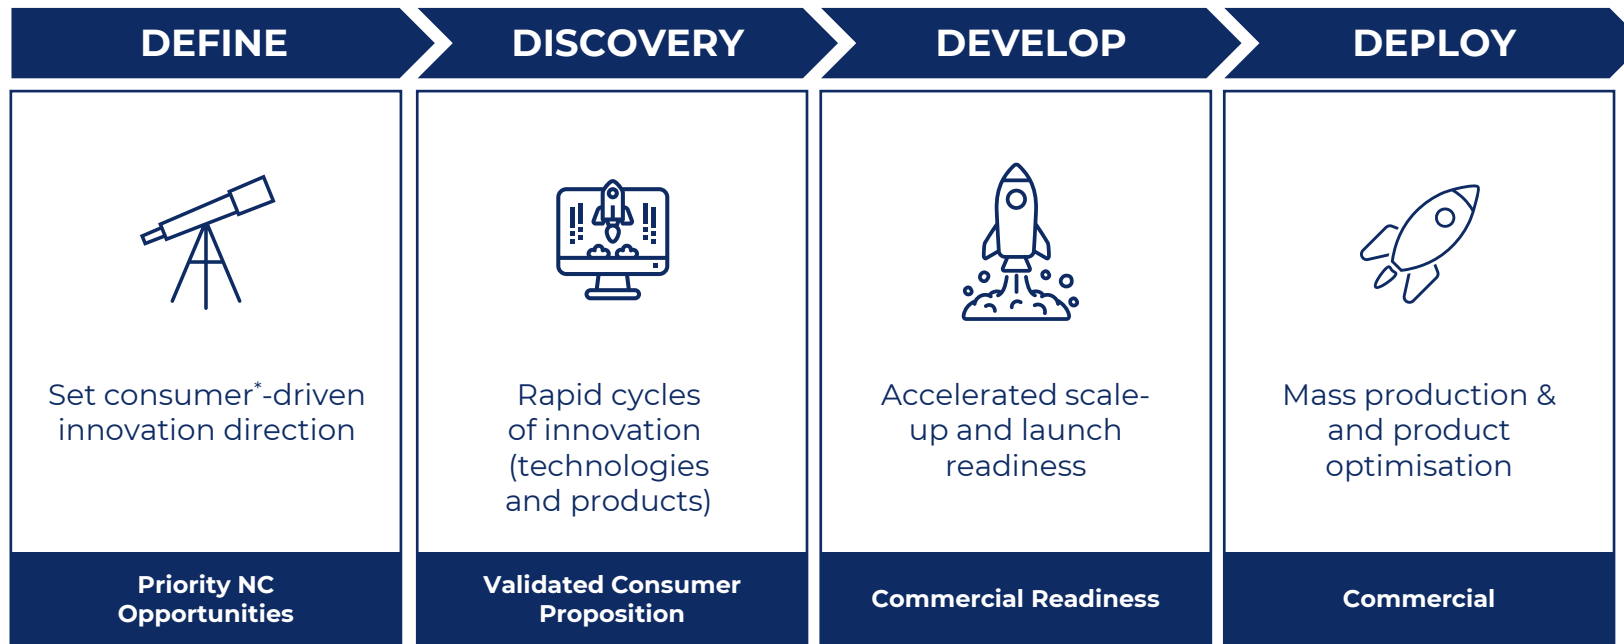 DEFINE
Set consumer*-driven
innovation direction
Priority NC
Opportunities
DISCOVERY
Rapid cycles
of innovation
(technologies
and products)
Validated Consumer
Proposition
DEVELOP
Accelerated scale-
up and launch
readiness
Commercial Readiness
DEPLOY
Mass production &
and product
optimisation
Commercial